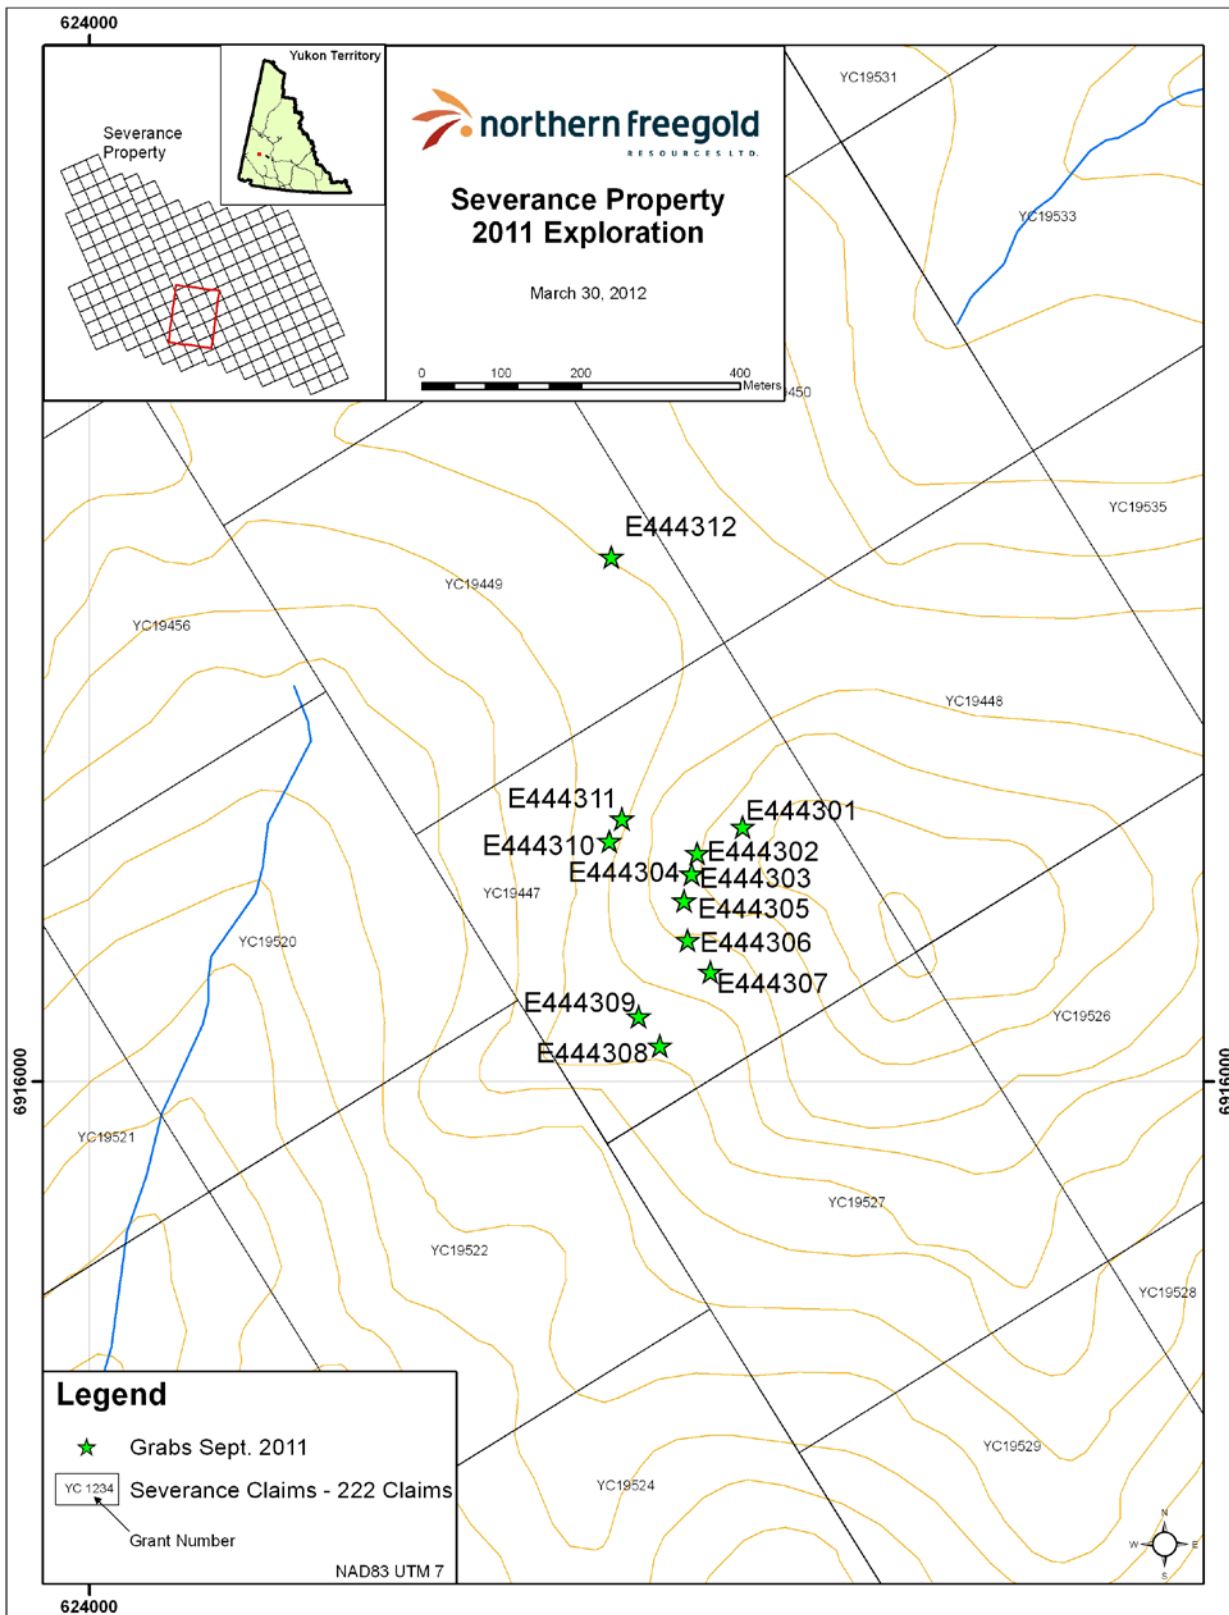 624000
Yukon Territory
Severance
Property
northern freegold
RESOURCES LTD.
Severance Property
2011 Exploration
March 30, 2012
0 100 200 400
Meters
YC19531
YC19533
450
YC19535
E444312
YC19449
YC19456
YC19448
E444311
E444301
E444310
E444302
E444304
E444303
YC19447
E444305
YC19520
E444306
E444307
E444309
YC19526
E444308
6916000
6916000
YC19521
YC19527
YC19522
YC19528
YC19529
YC19524
Legend
Grabs Sept. 2011
YC 1234
Severance Claims - 222 Claims
Grant Number
NAD83 UTM 7
N
W E
S
624000